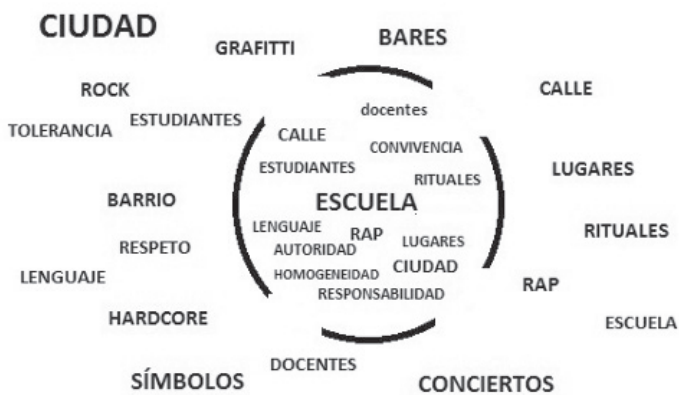 CIUDAD
GRAFITTI
BARES
ROCK
CALLE
TOLERANCIA
ESTUDIANTES
docentes
CALLE
CONVIVENCIA
ESTUDIANTES
RITUALES
LUGARES
BARRIO
ESCUELA
LENGUAJE
RAP
RITUALES
RESPETO
AUTORIDAD
LUGARES
LENGUAJE
HOMOGENEIDAD
CIUDAD
RAP
RESPONSABILIDAD
HARDCORE
ESCUELA
DOCENTES
SÍMBOLOS
CONCIERTOS